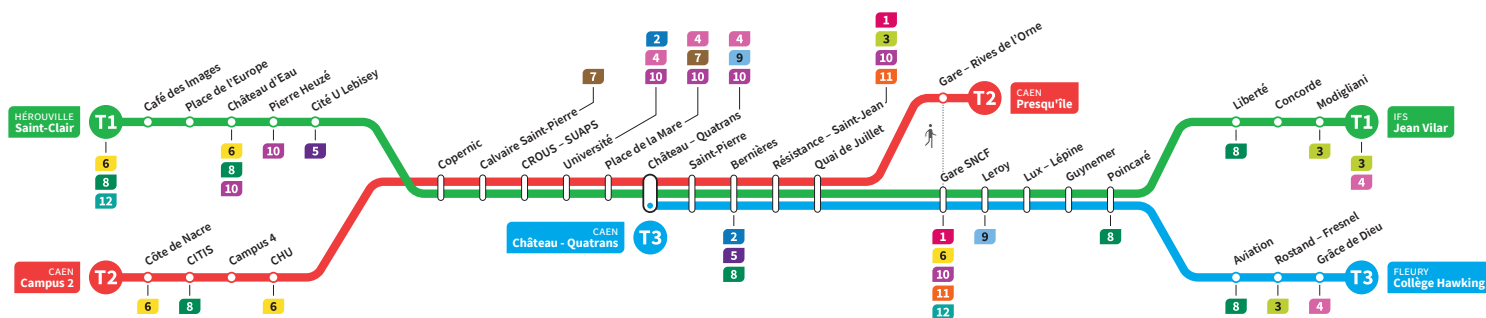 HÉROUVILLE
Saint-Clair
T1
6
8
12
Café des Images
Place de l'Europe
Château d'Eau
6
8
10
Pierre Heuzé
10
Cité U Lebisey
5
CAEN
Campus 2
T2
Côte de Nacre
6
CITIS
8
Campus 4
CHU
6
Copernic
Calvaire Saint-Pierre
7
CROUS – SUAPS
Université
2
4
10
Place de la Mare
4
7
10
Château – Quatrans
4
9
10
CAEN
Château - Quatrans
T3
Saint-Pierre
Bernières
2
5
8
Résistance – Saint-Jean
1
3
10
11
Quai de Juillet
Gare – Rives de l'Orne
T2
CAEN
Presqu'île
Gare SNCF
1
6
10
11
12
Leroy
9
Lux – Lépine
Guynemer
Poincaré
8
Liberté
8
Concorde
Modigliani
3
T1
3
4
IFS
Jean Vilar
Aviation
8
Rostand – Fresnel
3
Grâce de Dieu
4
T3
FLEURY
Collège Hawking